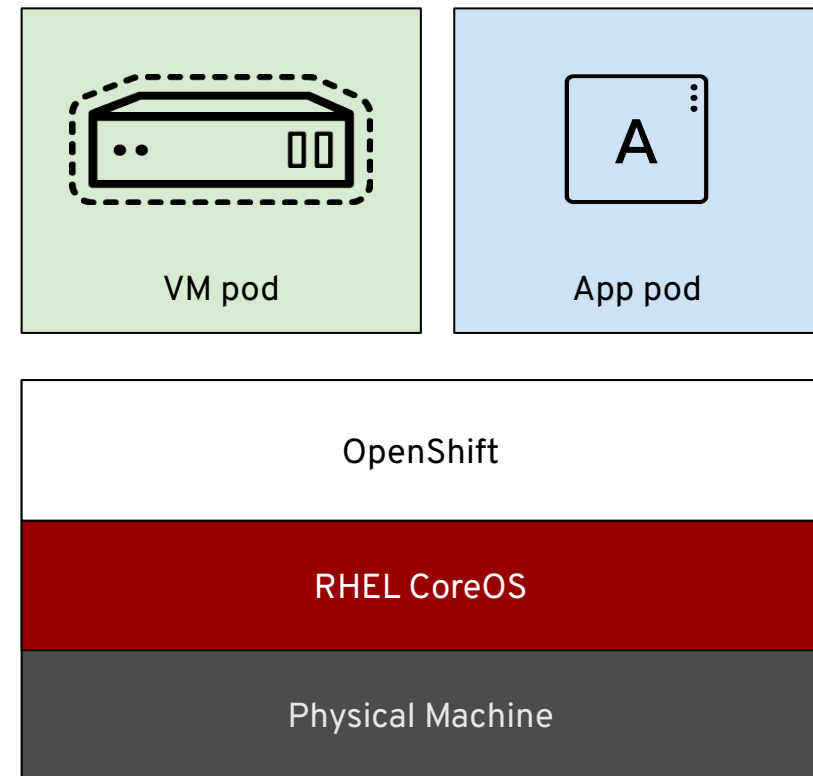 A
VM pod
App pod
OpenShift
RHEL CoreOS
Physical Machine